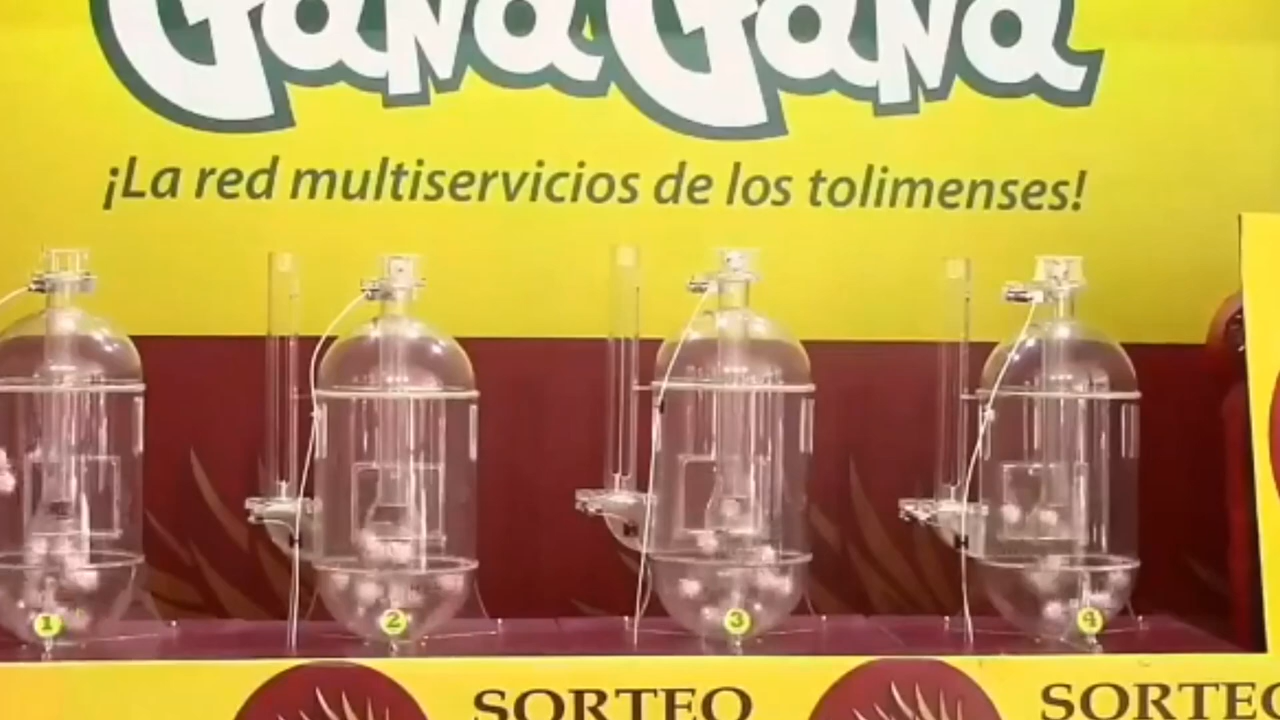 GanaGana
¡La red multiservicios de los tolimenses!
1
2
3
4
SORTEO
SORTEO